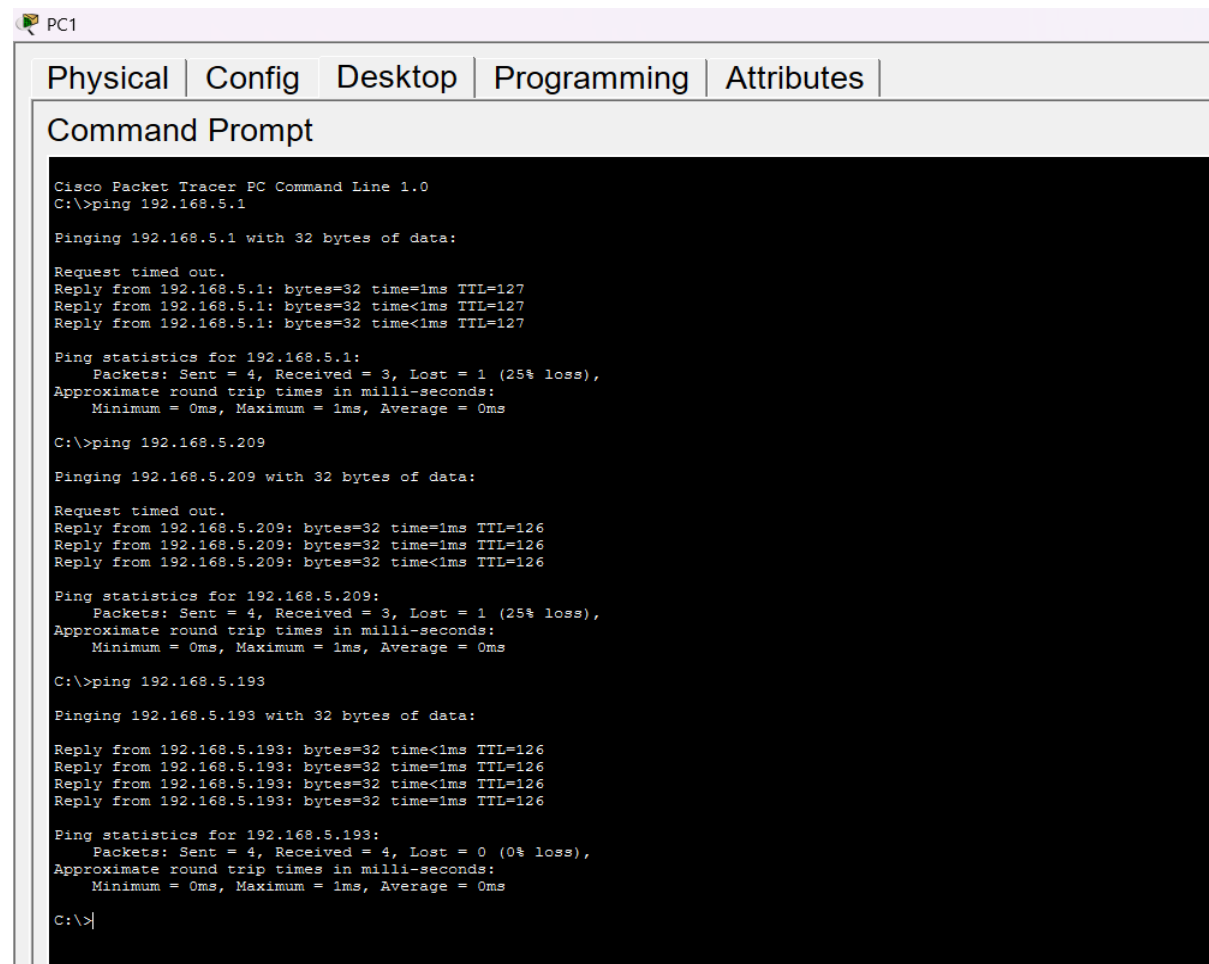 PC1
Physical Config Desktop Programming Attributes
Command Prompt
Cisco Packet Tracer PC Command Line 1.0
C:\>ping 192.168.5.1
Pinging 192.168.5.1 with 32 bytes of data:
Request timed out.
Reply from 192.168.5.1: bytes=32 time=1ms TTL=127
Reply from 192.168.5.1: bytes=32 time<1ms TTL=127
Reply from 192.168.5.1: bytes=32 time<1ms TTL=127
Ping statistics for 192.168.5.1:
    Packets: Sent = 4, Received = 3, Lost = 1 (25% loss),
Approximate round trip times in milli-seconds:
    Minimum = 0ms, Maximum = 1ms, Average = 0ms
C:\>ping 192.168.5.209
Pinging 192.168.5.209 with 32 bytes of data:
Request timed out.
Reply from 192.168.5.209: bytes=32 time=1ms TTL=126
Reply from 192.168.5.209: bytes=32 time=1ms TTL=126
Reply from 192.168.5.209: bytes=32 time<1ms TTL=126
Ping statistics for 192.168.5.209:
    Packets: Sent = 4, Received = 3, Lost = 1 (25% loss),
Approximate round trip times in milli-seconds:
    Minimum = 0ms, Maximum = 1ms, Average = 0ms
C:\>ping 192.168.5.193
Pinging 192.168.5.193 with 32 bytes of data:
Reply from 192.168.5.193: bytes=32 time<1ms TTL=126
Reply from 192.168.5.193: bytes=32 time=1ms TTL=126
Reply from 192.168.5.193: bytes=32 time<1ms TTL=126
Reply from 192.168.5.193: bytes=32 time=1ms TTL=126
Ping statistics for 192.168.5.193:
    Packets: Sent = 4, Received = 4, Lost = 0 (0% loss),
Approximate round trip times in milli-seconds:
    Minimum = 0ms, Maximum = 1ms, Average = 0ms
C:\>